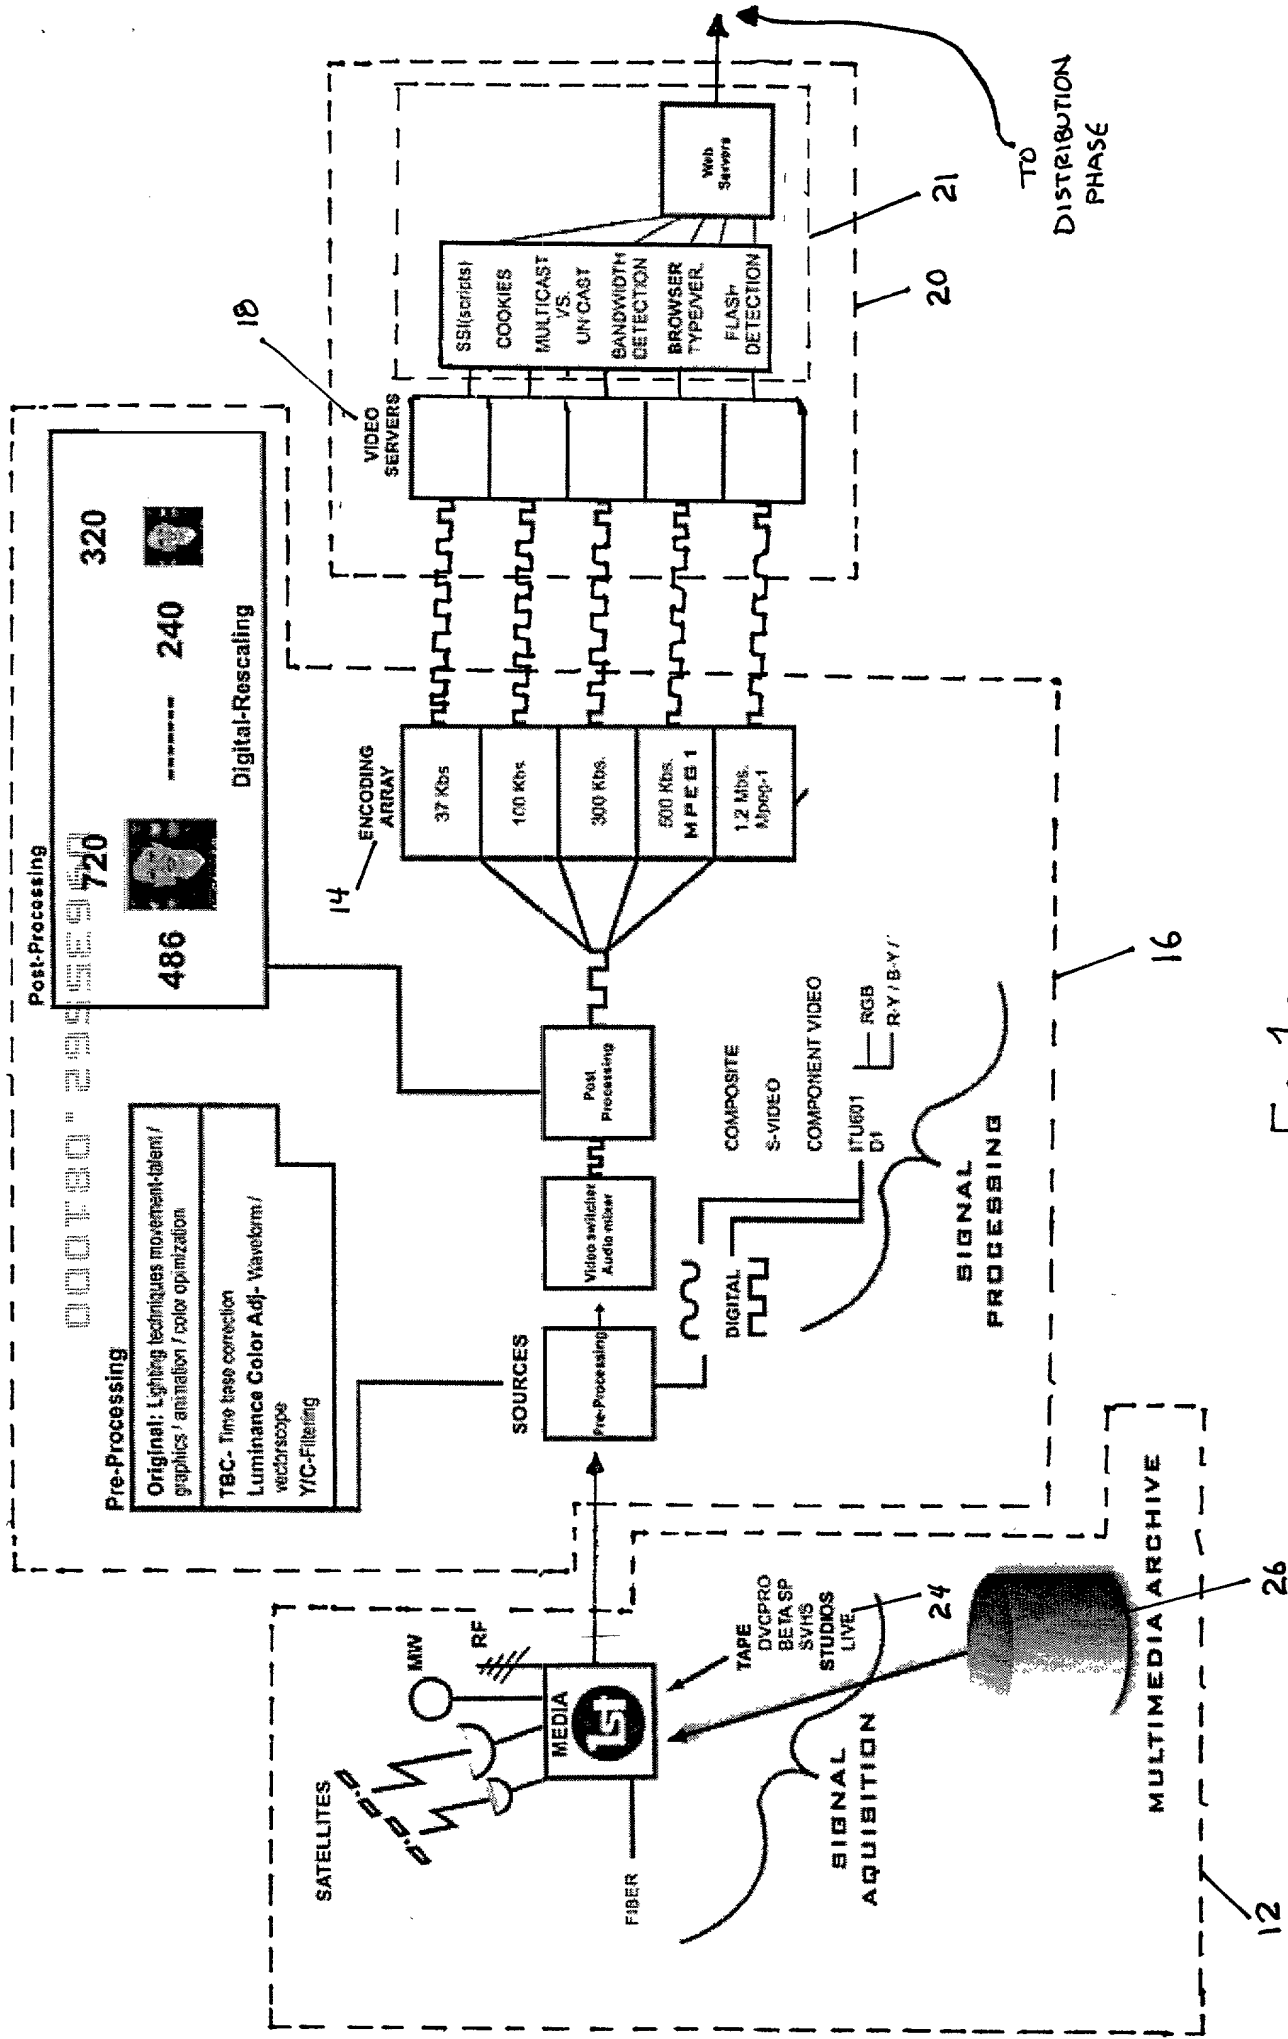 Pre-Processing
Original: Lighting techniques movement-talent /
graphics / animation / color opimization
TBC- Time base correction
Luminance Color Adj- Waveform /
vectorscope
Y/C-Filtering
Post-Processing
720
320
486
240
Digital-Rescaling
SATELLITES
MW
RF
MEDIA
1st
FIBER
TAPE
DVCPRO
BETA SP
SVHS
STUDIOS
LIVE
24
SIGNAL
AQUISITION
MULTIMEDIA ARCHIVE
26
12
SOURCES
Pre-Processing
Video switcher
Audio mixer
Post
Processing
DIGITAL
COMPOSITE
S-VIDEO
COMPONENT VIDEO
ITU601
D1
RGB
R-Y / B-Y /
SIGNAL
PROCESSING
16
14
ENCODING
ARRAY
37 Kbs
100 Kbs.
300 Kbs.
500 Kbs.
MPEG1
1.2 Mbs.
Mpeg-1
18
VIDEO
SERVERS
SSI(scripts)
COOKIES
MULTICAST
VS.
UNICAST
BANDWIDTH
DETECTION
BROWSER
TYPE/VER.
FLASH
DETECTION
Web
Servers
21
20
TO
DISTRIBUTION
PHASE